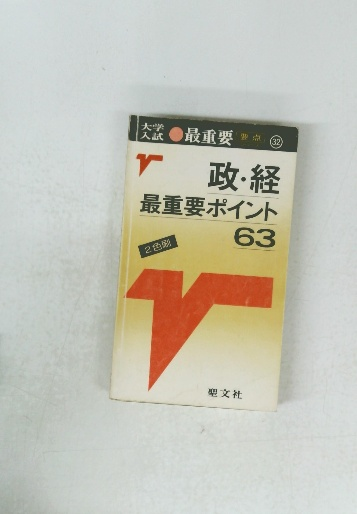 大学入試 ●最重要 要点 32
政・経
最重要ポイント
63
2色刷
聖文社